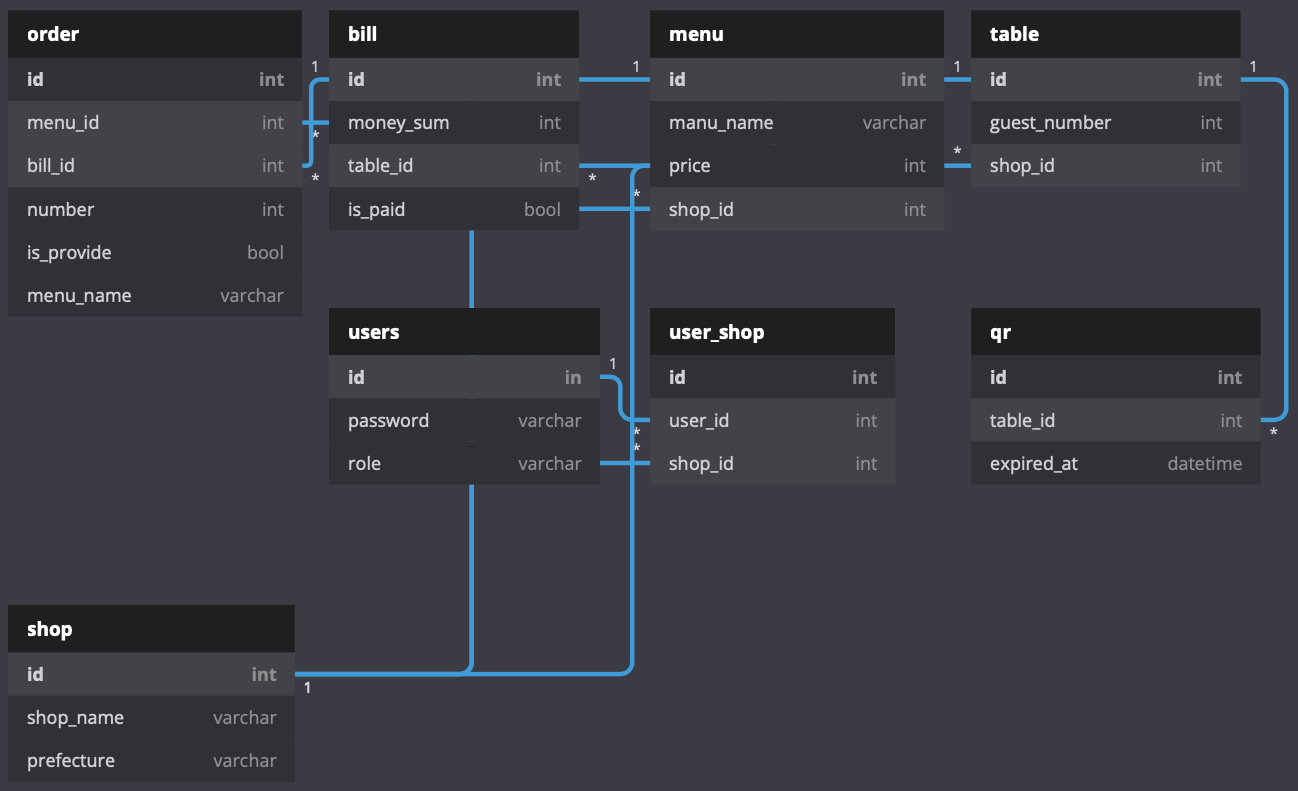 order
id int
menu_id int
bill_id int
number int
is_provide bool
menu_name varchar
bill
id int
money_sum int
table_id int
is_paid bool
menu
id int
manu_name varchar
price int
shop_id int
table
id int
guest_number int
shop_id int
users
id in
password varchar
role varchar
user_shop
id int
user_id int
shop_id int
qr
id int
table_id int
expired_at datetime
shop
id int
shop_name varchar
prefecture varchar
1
*
*
1
*
*
1
*
1
1
*
*
*
1